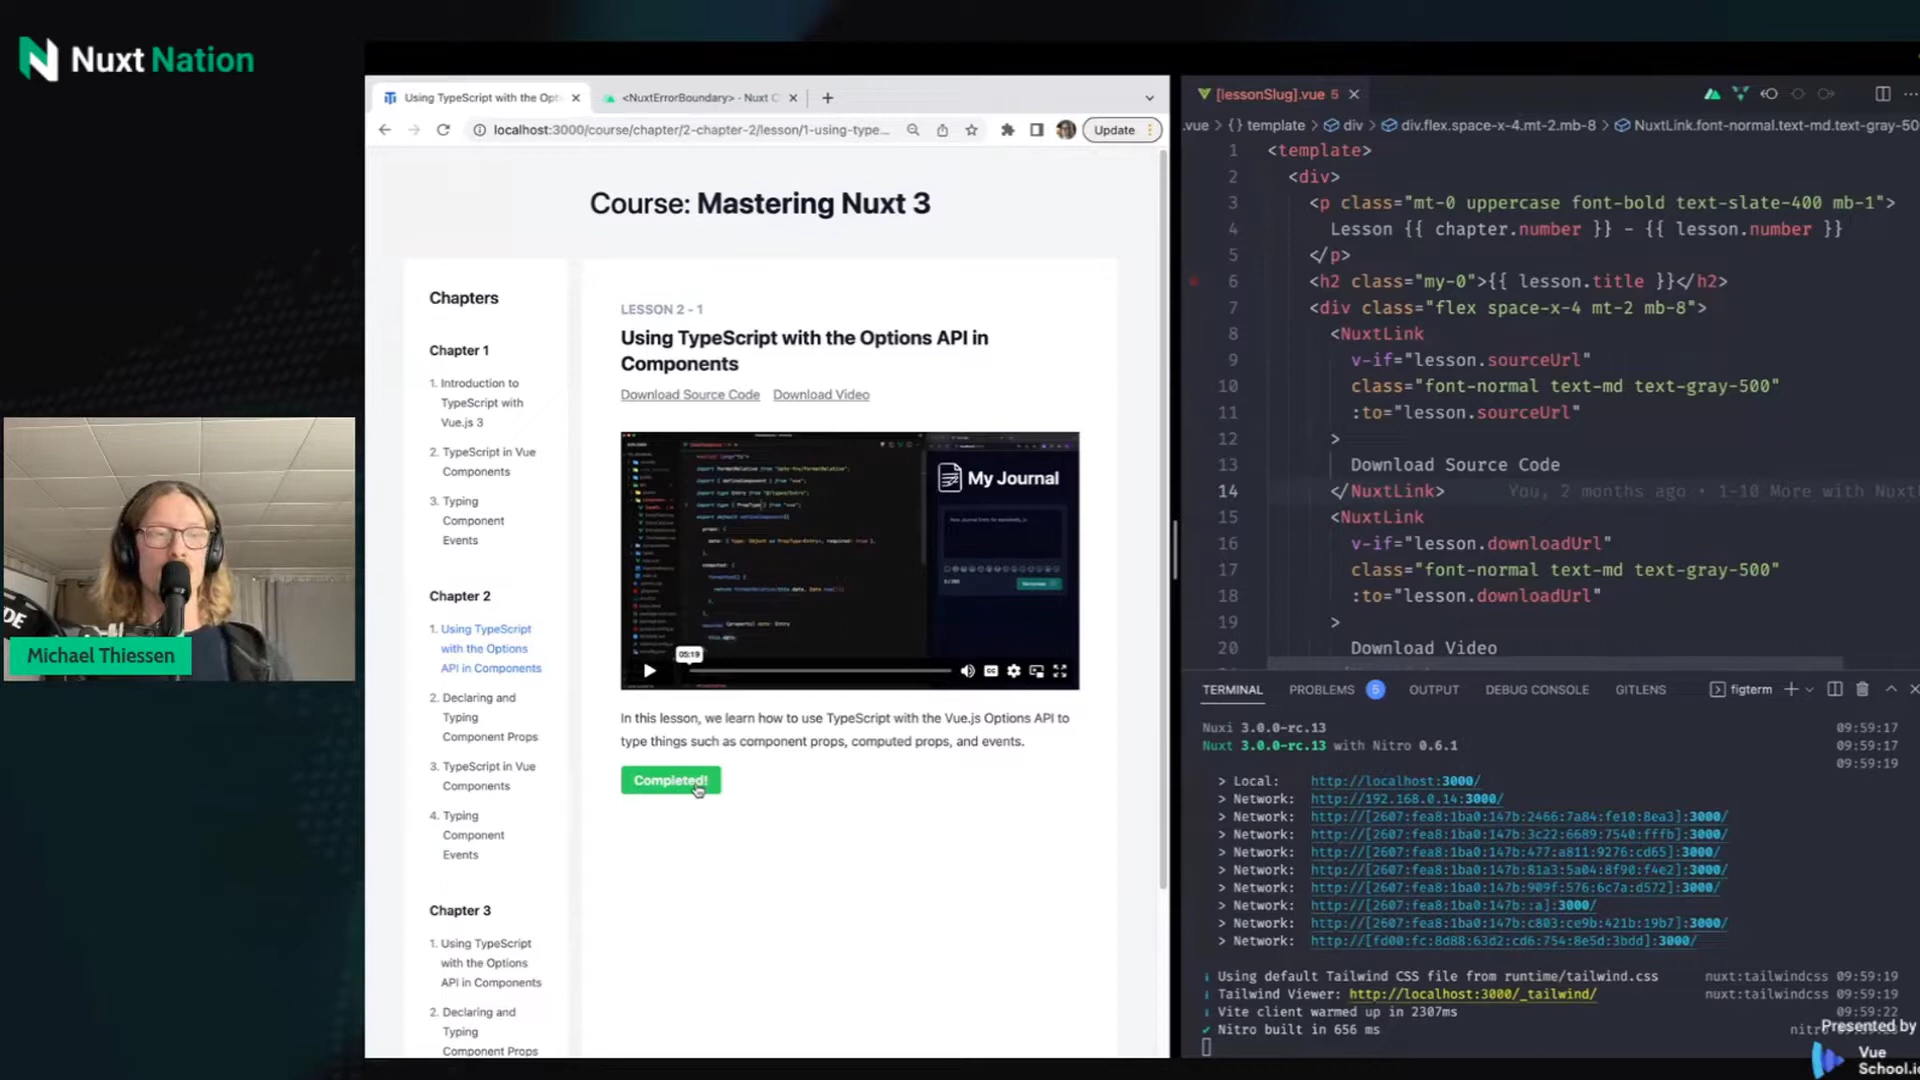 Nuxt Nation
Using TypeScript with the Opt
<NuxtErrorBoundary> - Nuxt C
localhost:3000/course/chapter/2-chapter-2/lesson/1-using-type...
Update
Course: Mastering Nuxt 3
Chapters
Chapter 1
1. Introduction to
TypeScript with
Vue.js 3
2. TypeScript in Vue
Components
3. Typing
Component
Events
Chapter 2
1. Using TypeScript
with the Options
API in Components
2. Declaring and
Typing
Component Props
3. TypeScript in Vue
Components
4. Typing
Component
Events
Chapter 3
1. Using TypeScript
with the Options
API in Components
2. Declaring and
Typing
Component Props
LESSON 2 - 1
Using TypeScript with the Options API in
Components
Download Source Code Download Video
My Journal
05:19
In this lesson, we learn how to use TypeScript with the Vue.js Options API to
type things such as component props, computed props, and events.
Completed!
Michael Thiessen
[lessonSlug].vue 5
.vue > {} template > div > div.flex.space-x-4.mt-2.mb-8 > NuxtLink.font-normal.text-md.text-gray-50
1 <template>
2 <div>
3 <p class="mt-0 uppercase font-bold text-slate-400 mb-1">
4 Lesson {{ chapter.number }} - {{ lesson.number }}
5 </p>
6 <h2 class="my-0">{{ lesson.title }}</h2>
7 <div class="flex space-x-4 mt-2 mb-8">
8 <NuxtLink
9 v-if="lesson.sourceUrl"
10 class="font-normal text-md text-gray-500"
11 :to="lesson.sourceUrl"
12 >
13 Download Source Code
14 </NuxtLink> You, 2 months ago • 1-10 More with Nuxt
15 <NuxtLink
16 v-if="lesson.downloadUrl"
17 class="font-normal text-md text-gray-500"
18 :to="lesson.downloadUrl"
19 >
20 Download Video
TERMINAL PROBLEMS 5 OUTPUT DEBUG CONSOLE GITLENS figterm
Nuxi 3.0.0-rc.13 09:59:17
Nuxt 3.0.0-rc.13 with Nitro 0.6.1 09:59:17
09:59:19
> Local: http://localhost:3000/
> Network: http://192.168.0.14:3000/
> Network: http://[2607:fea8:1ba0:147b:2466:7a84:fe10:8ea3]:3000/
> Network: http://[2607:fea8:1ba0:147b:3c22:6689:7540:fffb]:3000/
> Network: http://[2607:fea8:1ba0:147b:477:a811:9276:cd65]:3000/
> Network: http://[2607:fea8:1ba0:147b:81a3:5a04:8f90:f4e2]:3000/
> Network: http://[2607:fea8:1ba0:147b:909f:576:6c7a:d572]:3000/
> Network: http://[2607:fea8:1ba0:147b::a]:3000/
> Network: http://[2607:fea8:1ba0:147b:c803:ce9b:421b:19b7]:3000/
> Network: http://[fd00:fc:8d88:63d2:cd6:754:8e5d:3bdd]:3000/
i Using default Tailwind CSS file from runtime/tailwind.css nuxt:tailwindcss 09:59:19
i Tailwind Viewer: http://localhost:3000/_tailwind/ nuxt:tailwindcss 09:59:19
i Vite client warmed up in 2307ms 09:59:22
✔ Nitro built in 656 ms nitro
Presented by
Vue
School.io